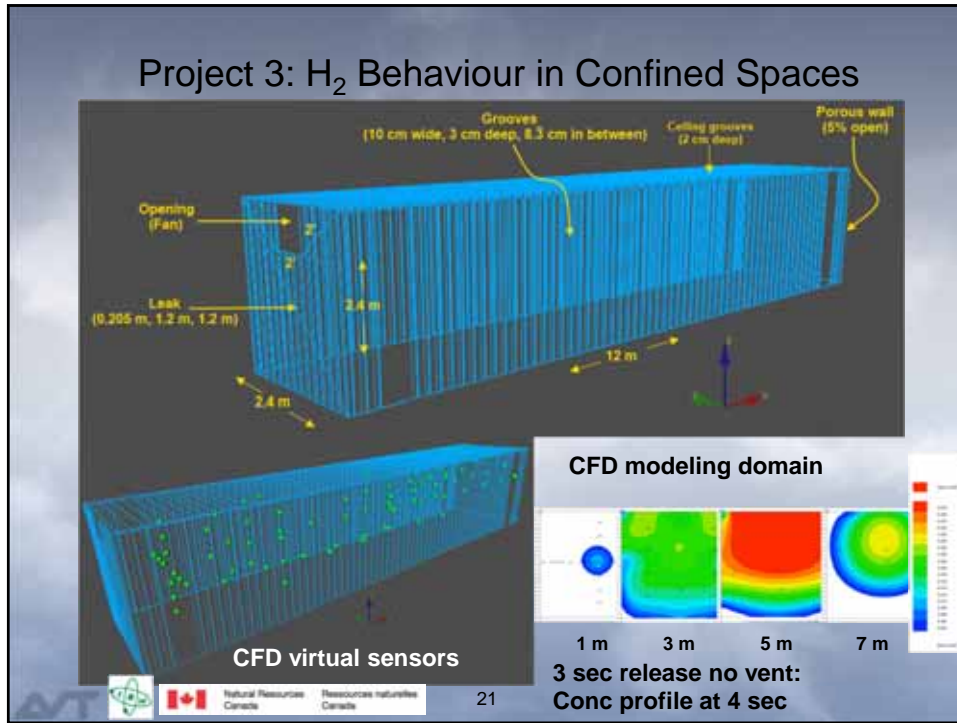 Project 3: H₂ Behaviour in Confined Spaces
Grooves
(10 cm wide, 3 cm deep, 8.3 cm in between)
Ceiling grooves
(2 cm deep)
Porous wall
(5% open)
Opening
(Fan)
2'
2'
Leak
(0.205 m, 1.2 m, 1.2 m)
2.4 m
12 m
2.4 m
CFD modeling domain
1 m 3 m 5 m 7 m
CFD virtual sensors
3 sec release no vent:
Conc profile at 4 sec
Natural Resources Canada
Ressources naturelles Canada
21